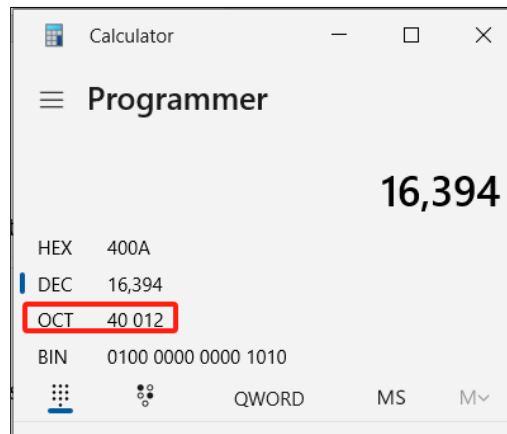 Calculator
Programmer
16,394
HEX 400A
DEC 16,394
OCT 40 012
BIN 0100 0000 0000 1010
QWORD MS M